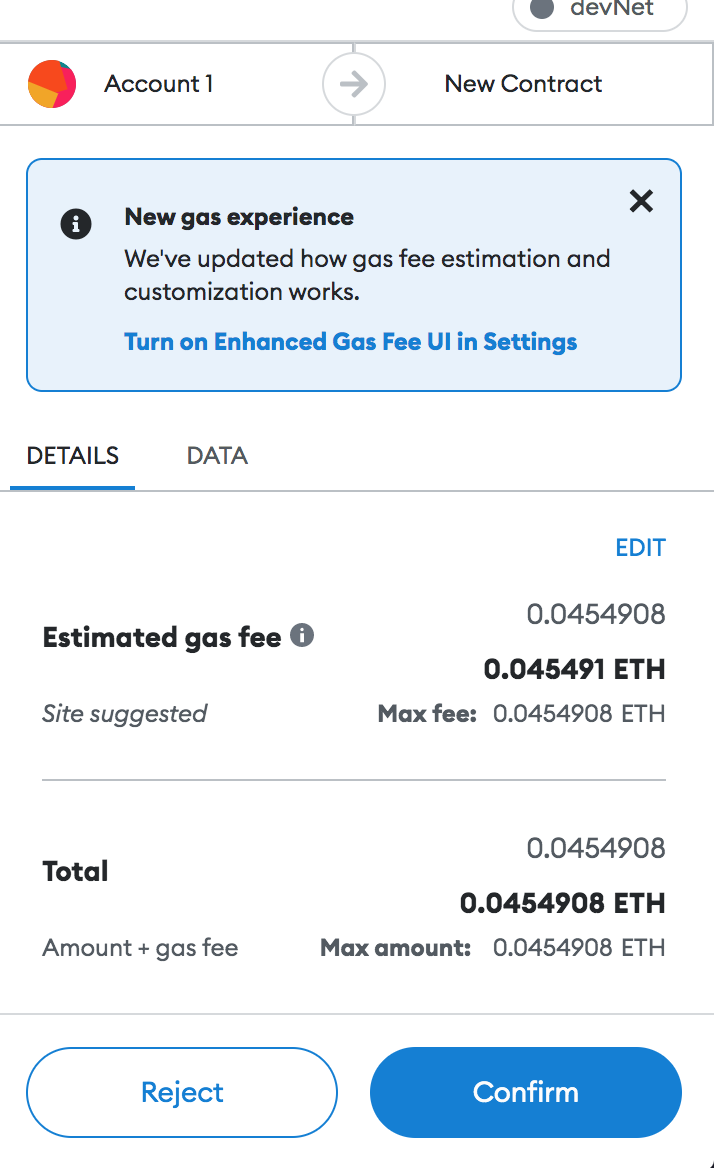 devNet
Account 1
New Contract
New gas experience
We've updated how gas fee estimation and
customization works.
Turn on Enhanced Gas Fee UI in Settings
DETAILS DATA
EDIT
0.0454908
Estimated gas fee
0.045491 ETH
Site suggested Max fee: 0.0454908 ETH
0.0454908
Total
0.0454908 ETH
Amount + gas fee Max amount: 0.0454908 ETH
Reject Confirm